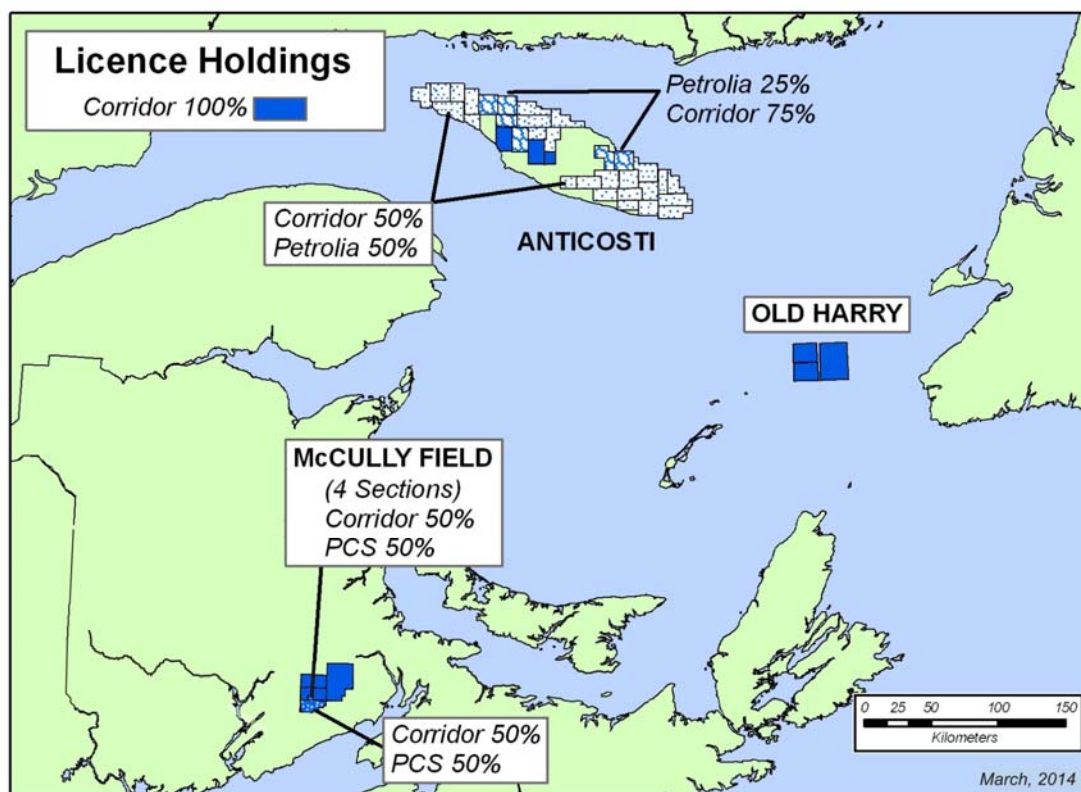 Licence Holdings
Corridor 100%
Petrolia 25%
Corridor 75%
Corridor 50%
Petrolia 50%
ANTICOSTI
OLD HARRY
McCULLY FIELD
(4 Sections)
Corridor 50%
PCS 50%
Corridor 50%
PCS 50%
0 25 50 100 150
Kilometers
March, 2014